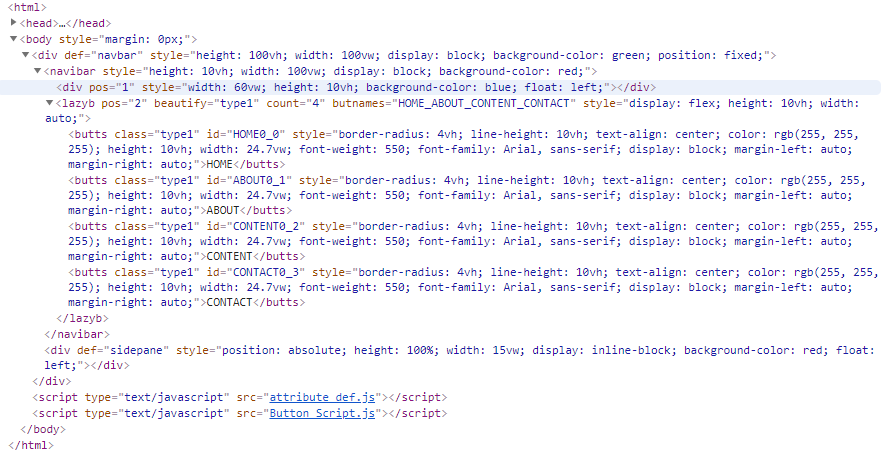 <html>
<head>…</head>
<body style="margin: 0px;">
<div def="navbar" style="height: 100vh; width: 100vw; display: block; background-color: green; position: fixed;">
<navibar style="height: 10vh; width: 100vw; display: block; background-color: red;">
<div pos="1" style="width: 60vw; height: 10vh; background-color: blue; float: left;"></div>
<lazyb pos="2" beautify="type1" count="4" butnames="HOME_ABOUT_CONTENT_CONTACT" style="display: flex; height: 10vh; width:
auto;">
<butts class="type1" id="HOME0_0" style="border-radius: 4vh; line-height: 10vh; text-align: center; color: rgb(255, 255,
255); height: 10vh; width: 24.7vw; font-weight: 550; font-family: Arial, sans-serif; display: block; margin-left: auto;
margin-right: auto;">HOME</butts>
<butts class="type1" id="ABOUT0_1" style="border-radius: 4vh; line-height: 10vh; text-align: center; color: rgb(255, 255,
255); height: 10vh; width: 24.7vw; font-weight: 550; font-family: Arial, sans-serif; display: block; margin-left: auto;
margin-right: auto;">ABOUT</butts>
<butts class="type1" id="CONTENT0_2" style="border-radius: 4vh; line-height: 10vh; text-align: center; color: rgb(255, 255,
255); height: 10vh; width: 24.7vw; font-weight: 550; font-family: Arial, sans-serif; display: block; margin-left: auto;
margin-right: auto;">CONTENT</butts>
<butts class="type1" id="CONTACT0_3" style="border-radius: 4vh; line-height: 10vh; text-align: center; color: rgb(255, 255,
255); height: 10vh; width: 24.7vw; font-weight: 550; font-family: Arial, sans-serif; display: block; margin-left: auto;
margin-right: auto;">CONTACT</butts>
</lazyb>
</navibar>
<div def="sidepane" style="position: absolute; height: 100%; width: 15vw; display: inline-block; background-color: red; float:
left;"></div>
</div>
<script type="text/javascript" src="attribute def.js"></script>
<script type="text/javascript" src="Button Script.js"></script>
</body>
</html>